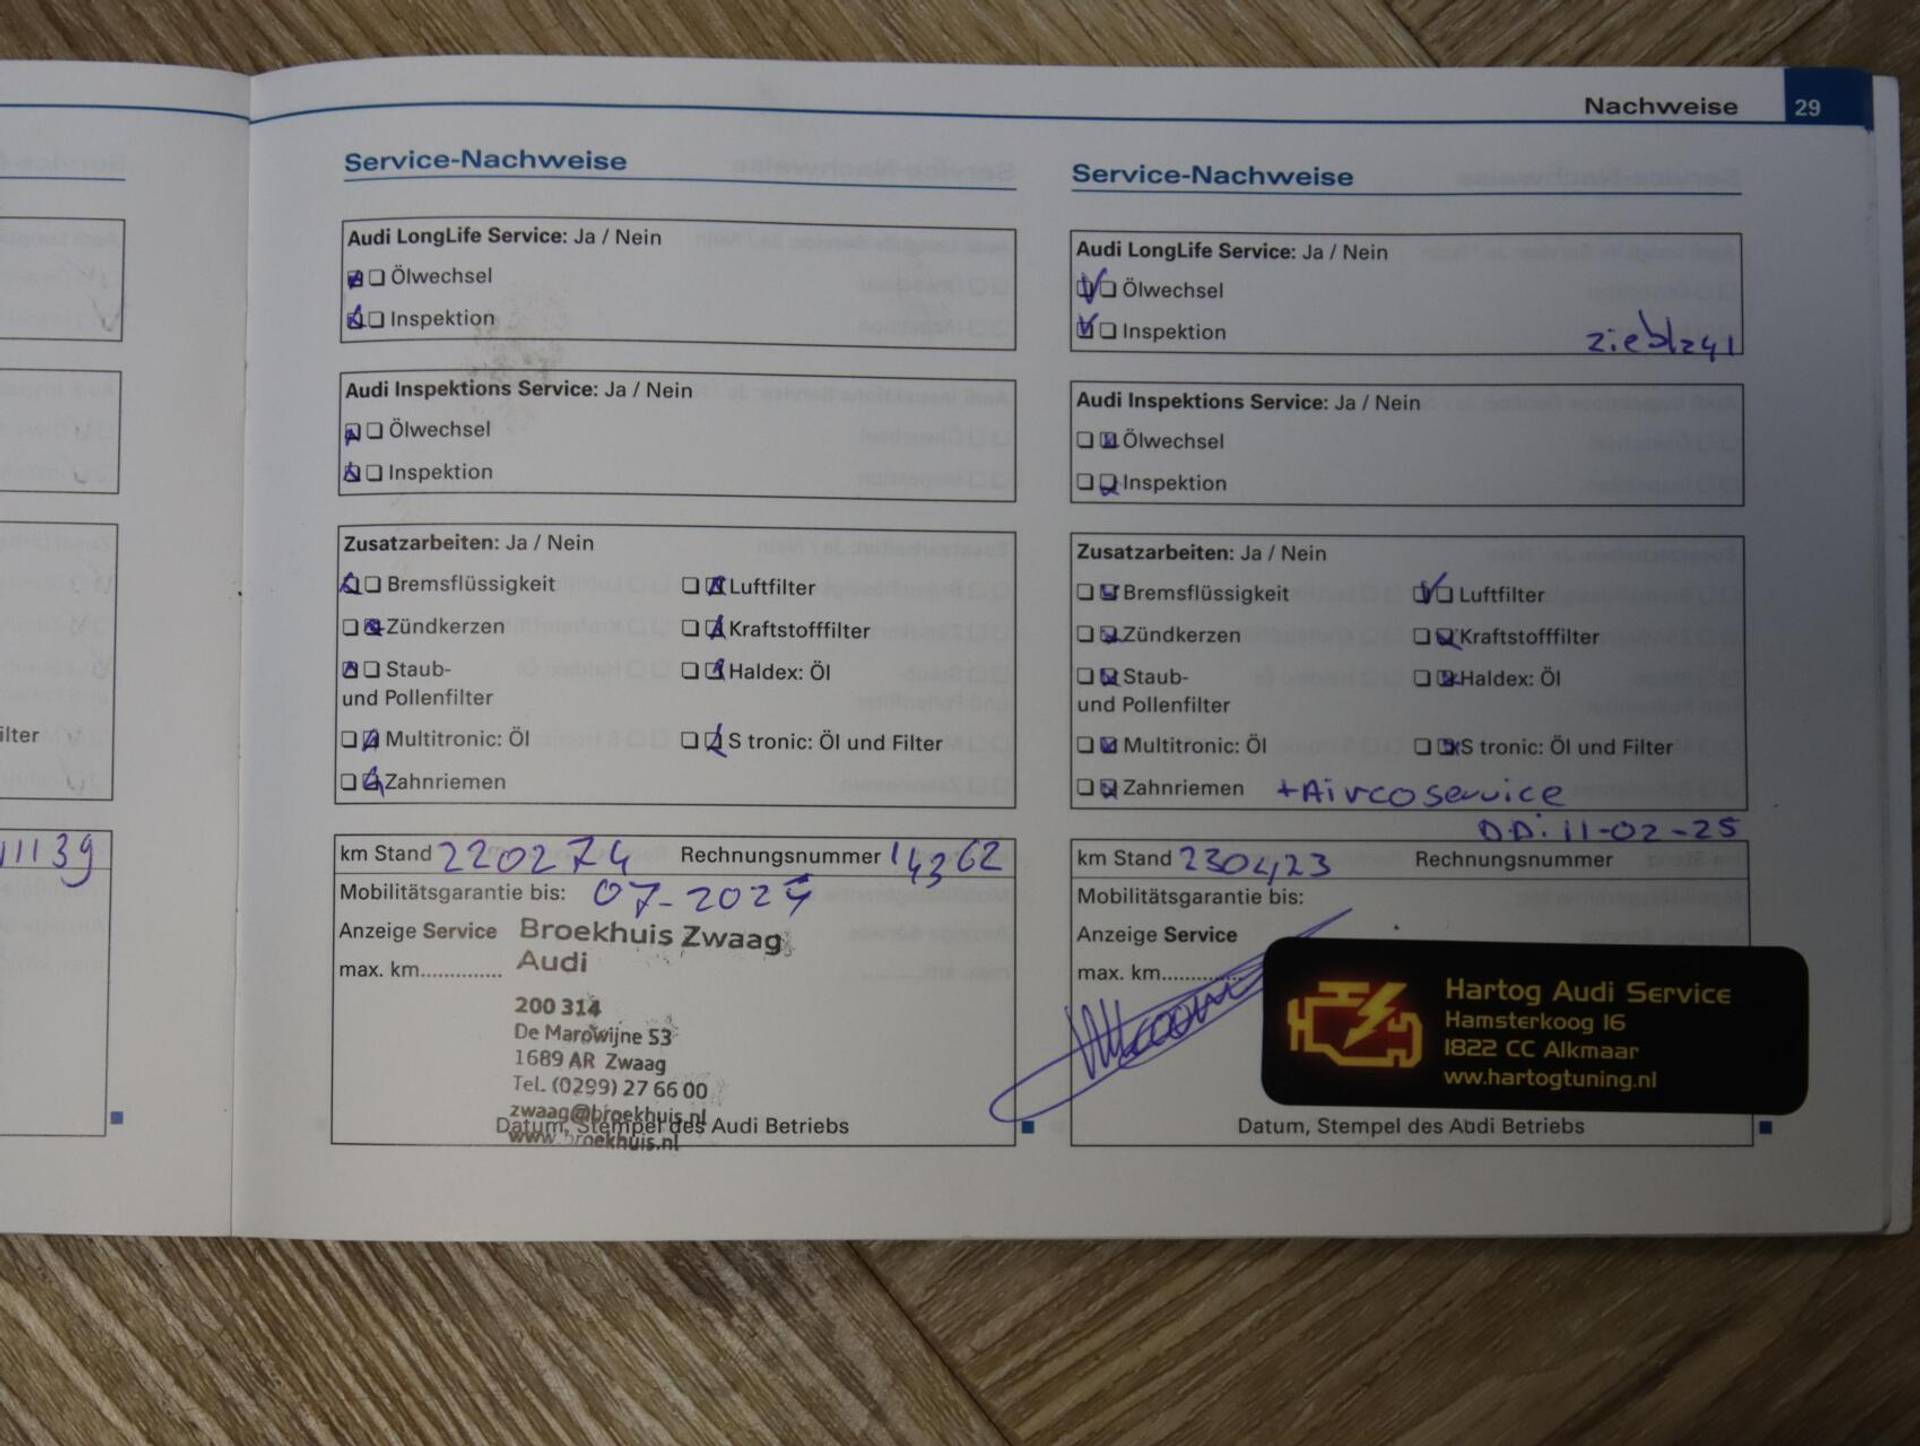 Nachweise 29
ilter
11139
Service-Nachweise
Audi LongLife Service: Ja / Nein
Ölwechsel
Inspektion
Audi Inspektions Service: Ja / Nein
Ölwechsel
Inspektion
Zusatzarbeiten: Ja / Nein
Bremsflüssigkeit Luftfilter
Zündkerzen Kraftstofffilter
Staub- Haldex: Öl
und Pollenfilter
Multitronic: Öl S tronic: Öl und Filter
Zahnriemen
km Stand 220274 Rechnungsnummer 14362
Mobilitätsgarantie bis: 07-2024
Anzeige Service Broekhuis Zwaag
max. km.............. Audi
200 314
De Marowijne 53
1689 AR Zwaag
Tel. (0299) 27 66 00
zwaag@broekhuis.nl
Datum, Stempel des Audi Betriebs
www.broekhuis.nl
Service-Nachweise
Audi LongLife Service: Ja / Nein
Ölwechsel
Inspektion
Audi Inspektions Service: Ja / Nein
Ölwechsel
Inspektion
Zusatzarbeiten: Ja / Nein
Bremsflüssigkeit Luftfilter
Zündkerzen Kraftstofffilter
Staub- Haldex: Öl
und Pollenfilter
Multitronic: Öl S tronic: Öl und Filter
Zahnriemen +Aircoservice
D.D: 11-02-25
km Stand 230423 Rechnungsnummer
Mobilitätsgarantie bis:
Anzeige Service
max. km..............
Hartog Audi Service
Hamsterkoog 16
1822 CC Alkmaar
ww.hartogtuning.nl
Datum, Stempel des Audi Betriebs